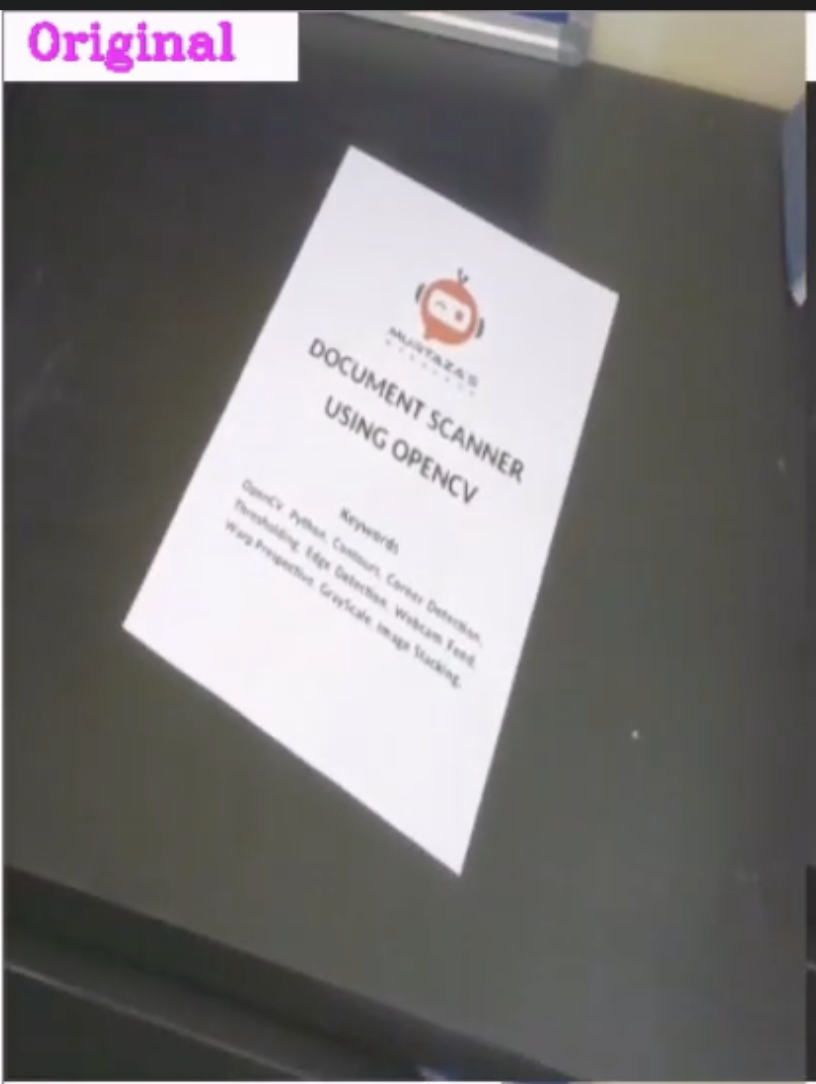 Original
MURTAZA'S
DOCUMENT SCANNER
USING OPENCV
Keywords
OpenCV, Python, Contours, Corner Detection,
Thresholding, Edge Detection, Webcam Feed,
Warp Prespective, GrayScale, Image Stacking,